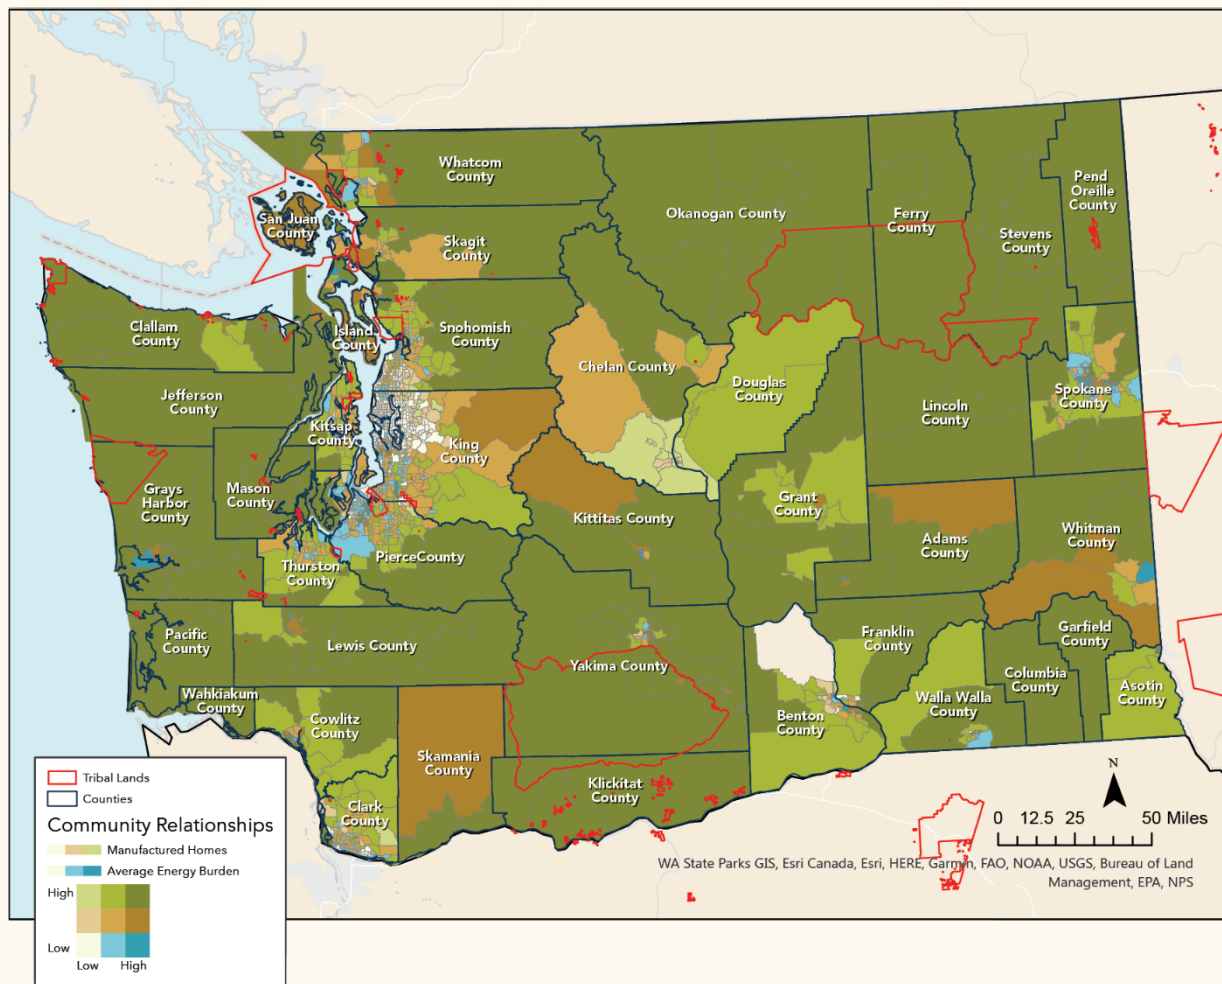 Whatcom
County
Pend
Oreille
County
San Juan
County
Okanogan County
Ferry
County
Stevens
County
Skagit
County
Clallam
County
Island
County
Snohomish
County
Chelan County
Douglas
County
Jefferson
County
Kitsap
County
King
County
Lincoln
County
Spokane
County
Grays
Harbor
County
Mason
County
Kittitas County
Grant
County
Adams
County
Whitman
County
Thurston
County
PierceCounty
Pacific
County
Lewis County
Yakima County
Franklin
County
Garfield
County
Wahkiakum
County
Cowlitz
County
Skamania
County
Benton
County
Walla Walla
County
Columbia
County
Asotin
County
Klickitat
County
Clark
County
Tribal Lands
Counties
Community Relationships
Manufactured Homes
Average Energy Burden
High
Low
Low High
N
0 12.5 25 50 Miles
WA State Parks GIS, Esri Canada, Esri, HERE, Garmin, FAO, NOAA, USGS, Bureau of Land
Management, EPA, NPS